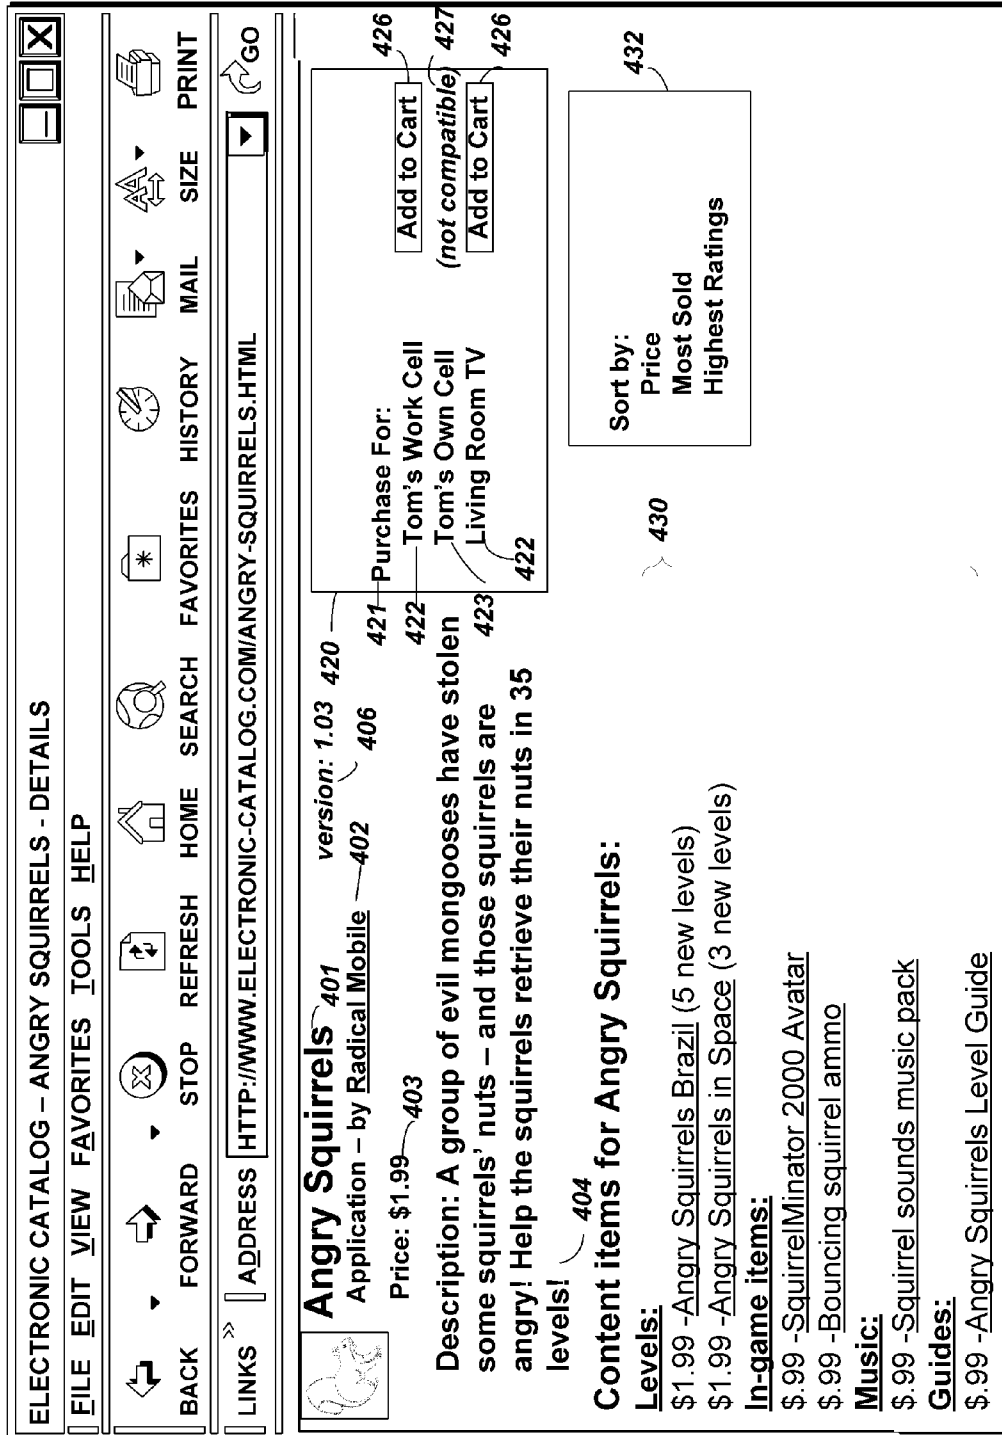 ELECTRONIC CATALOG – ANGRY SQUIRRELS - DETAILS
FILE EDIT VIEW FAVORITES TOOLS HELP
BACK FORWARD STOP REFRESH HOME SEARCH FAVORITES HISTORY MAIL SIZE PRINT
LINKS » ADDRESS HTTP://WWW.ELECTRONIC-CATALOG.COM/ANGRY-SQUIRRELS.HTML GO
Angry Squirrels 401
version: 1.03
406
Application – by Radical Mobile 402
Price: $1.99 403
Description: A group of evil mongooses have stolen
some squirrels' nuts – and those squirrels are
angry! Help the squirrels retrieve their nuts in 35
levels! 404
420
421 Purchase For:
422 Tom's Work Cell Add to Cart 426
423 Tom's Own Cell (not compatible) 427
422 Living Room TV Add to Cart 426
Content items for Angry Squirrels:
430
Sort by:
Price
Most Sold
Highest Ratings
432
Levels:
$1.99 -Angry Squirrels Brazil (5 new levels)
$1.99 -Angry Squirrels in Space (3 new levels)
In-game items:
$.99 -SquirrelMinator 2000 Avatar
$.99 -Bouncing squirrel ammo
Music:
$.99 -Squirrel sounds music pack
Guides:
$.99 -Angry Squirrels Level Guide